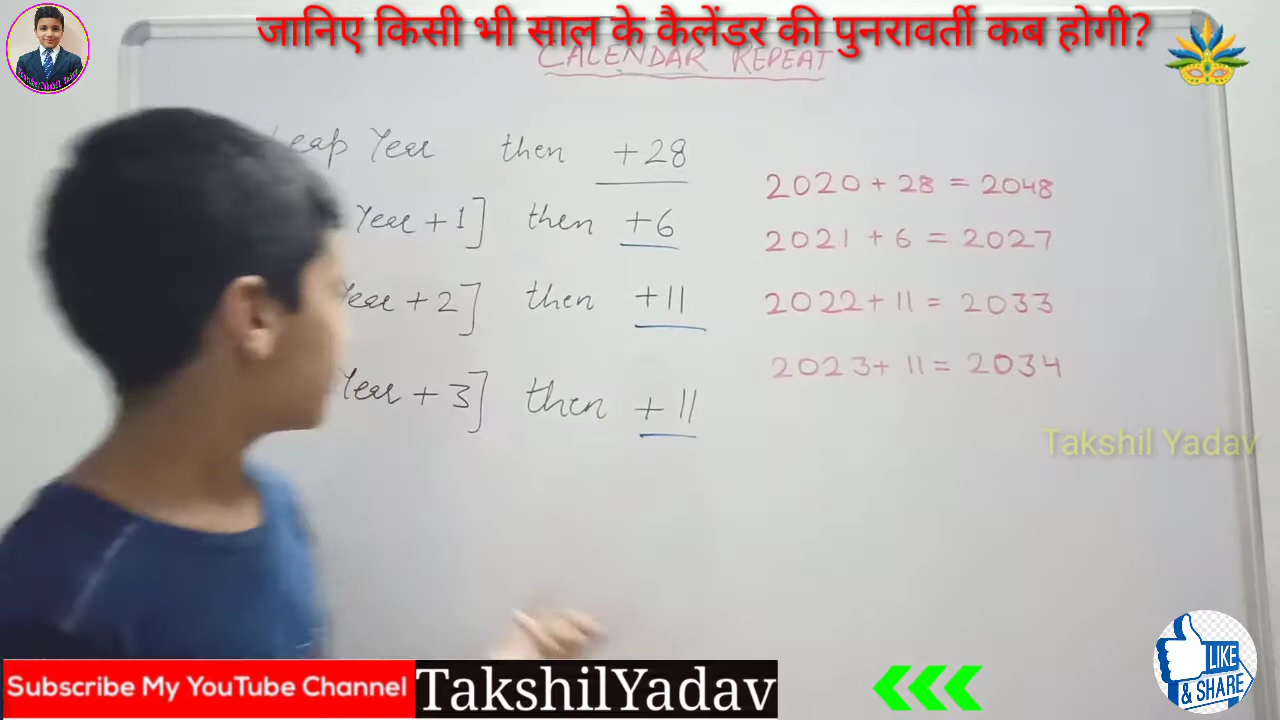 जानिए किसी भी साल के कैलेंडर की पुनरावर्ती कब होगी?
CALENDAR REPEAT
Year then +28
Year + 1] then +6
Year + 2] then +11
Year + 3] then +11
2020 + 28 = 2048
2021 + 6 = 2027
2022 + 11 = 2033
2023 + 11 = 2034
Takshil Yadav
Subscribe My YouTube Channel TakshilYadav
LIKE
& SHARE